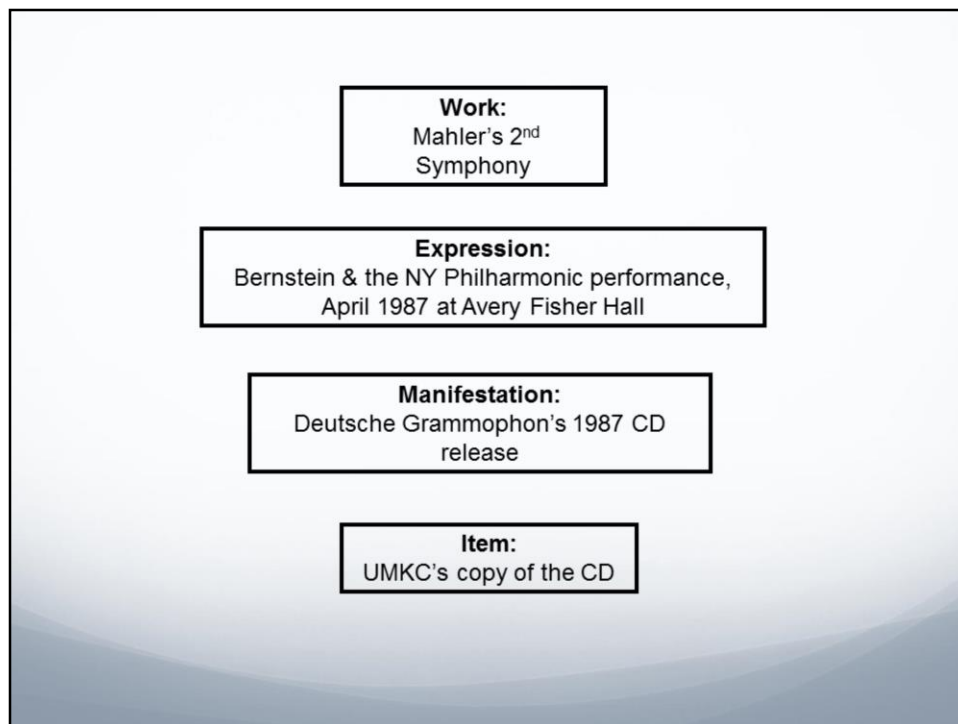 Work:
Mahler’s 2nd
Symphony
Expression:
Bernstein & the NY Philharmonic performance,
April 1987 at Avery Fisher Hall
Manifestation:
Deutsche Grammophon’s 1987 CD
release
Item:
UMKC’s copy of the CD